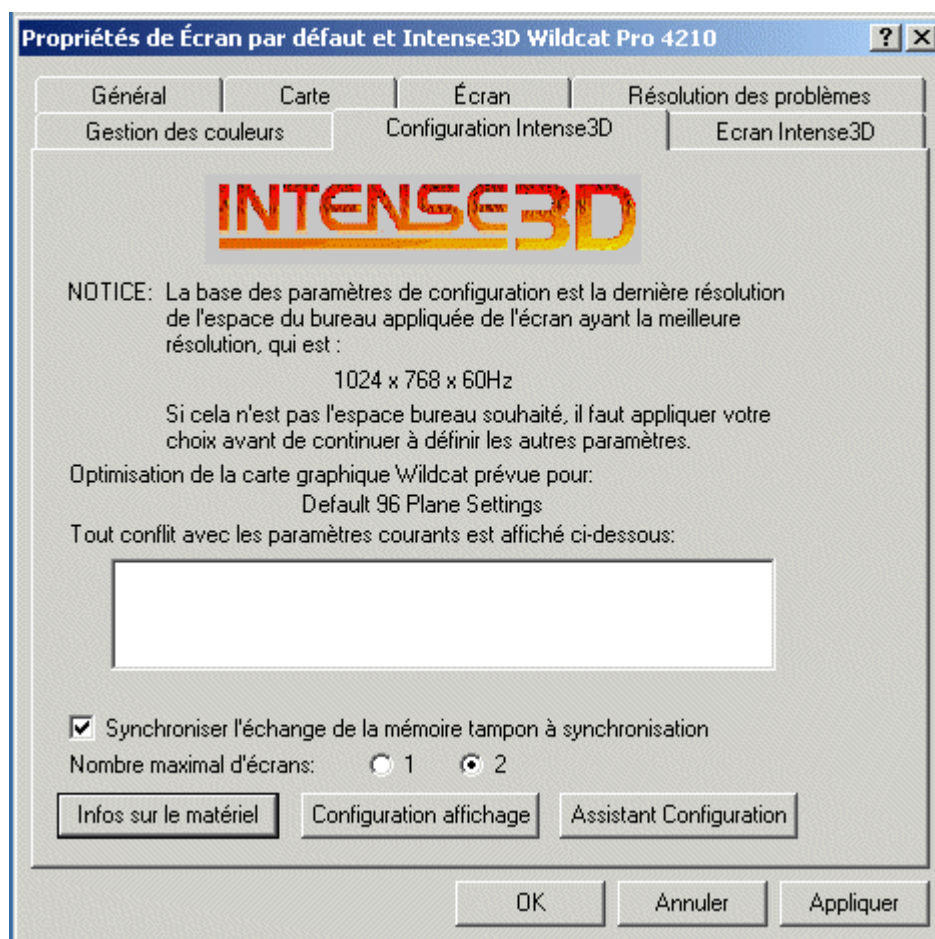 Propriétés de Écran par défaut et Intense3D Wildcat Pro 4210
Général Carte Écran Résolution des problèmes
Gestion des couleurs Configuration Intense3D Ecran Intense3D
INTENSE3D
NOTICE: La base des paramètres de configuration est la dernière résolution
de l'espace du bureau appliquée de l'écran ayant la meilleure
résolution, qui est :
1024 x 768 x 60Hz
Si cela n'est pas l'espace bureau souhaité, il faut appliquer votre
choix avant de continuer à définir les autres paramètres.
Optimisation de la carte graphique Wildcat prévue pour:
Default 96 Plane Settings
Tout conflit avec les paramètres courants est affiché ci-dessous:
Synchroniser l'échange de la mémoire tampon à synchronisation
Nombre maximal d'écrans: 1 2
Infos sur le matériel Configuration affichage Assistant Configuration
OK Annuler Appliquer